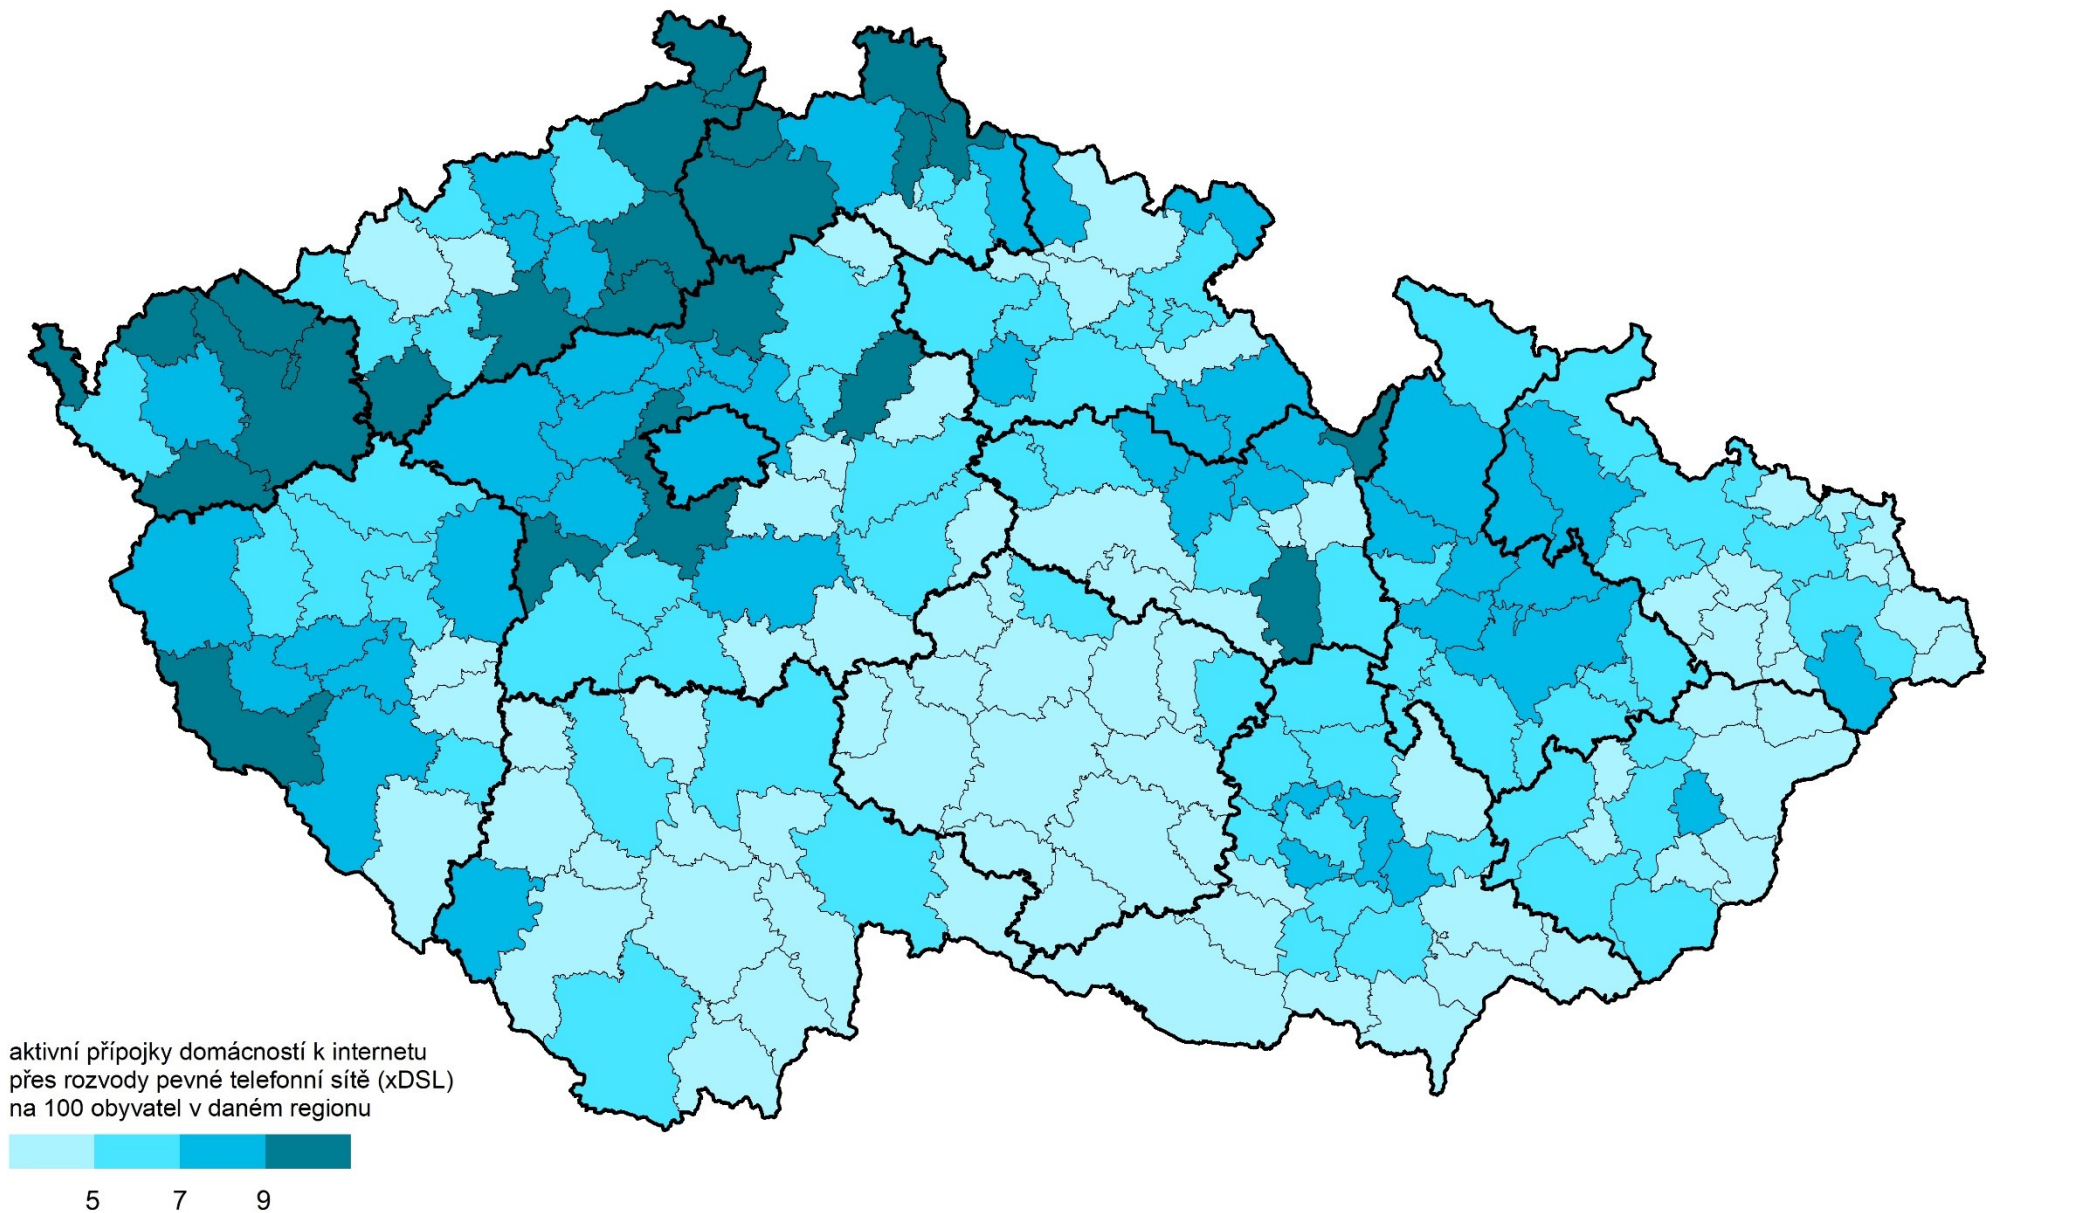 aktivní přípojky domácností k internetu
přes rozvody pevné telefonní sítě (xDSL)
na 100 obyvatel v daném regionu
5 7 9